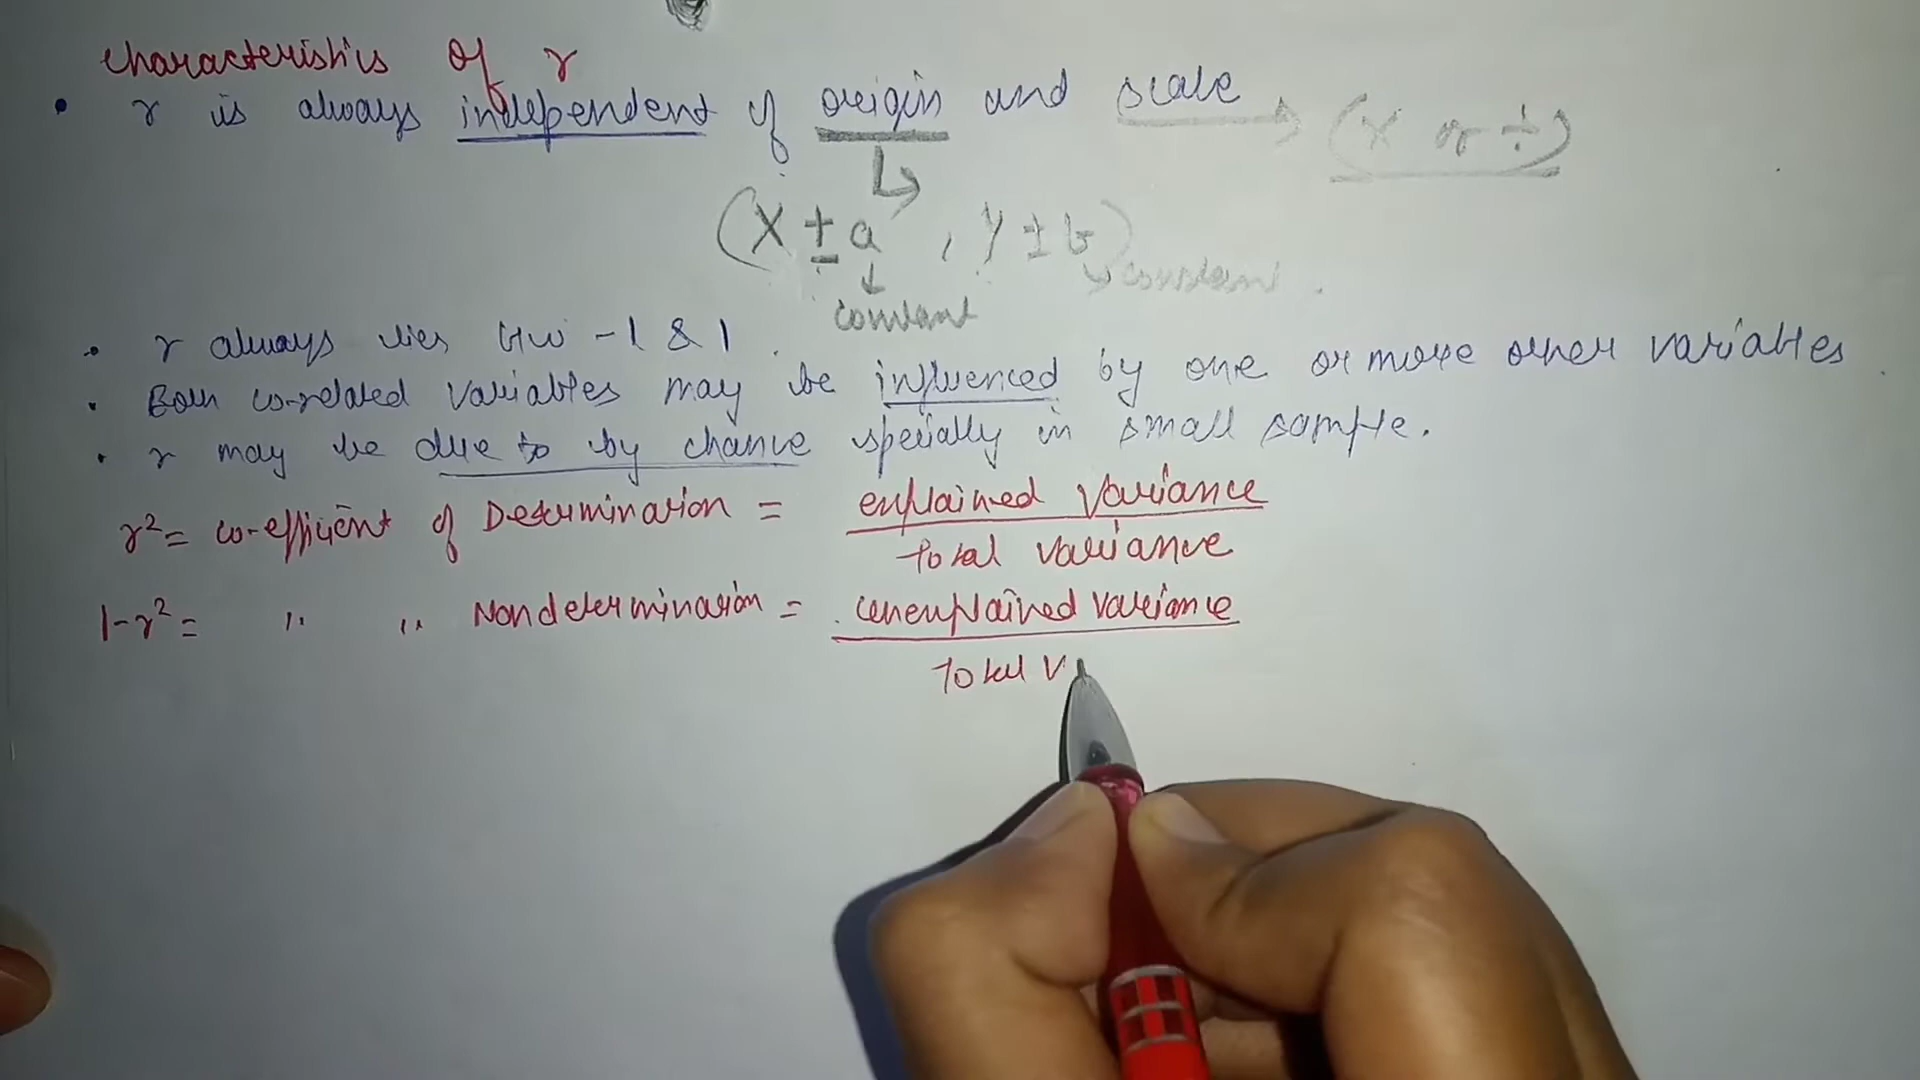 characteristics of r
• r is always independent of origin and scale → (x or ÷)
(X ± a , Y ± b)
constant
constant
• r always lies btw -1 & 1.
• Both co-related variables may be influenced by one or more other variables.
• r may be due to by chance specially in small sample.
r² = co-efficient of Determination = explained variance
Total variance
1-r² = " " Nondetermination = unexplained variance
Total v